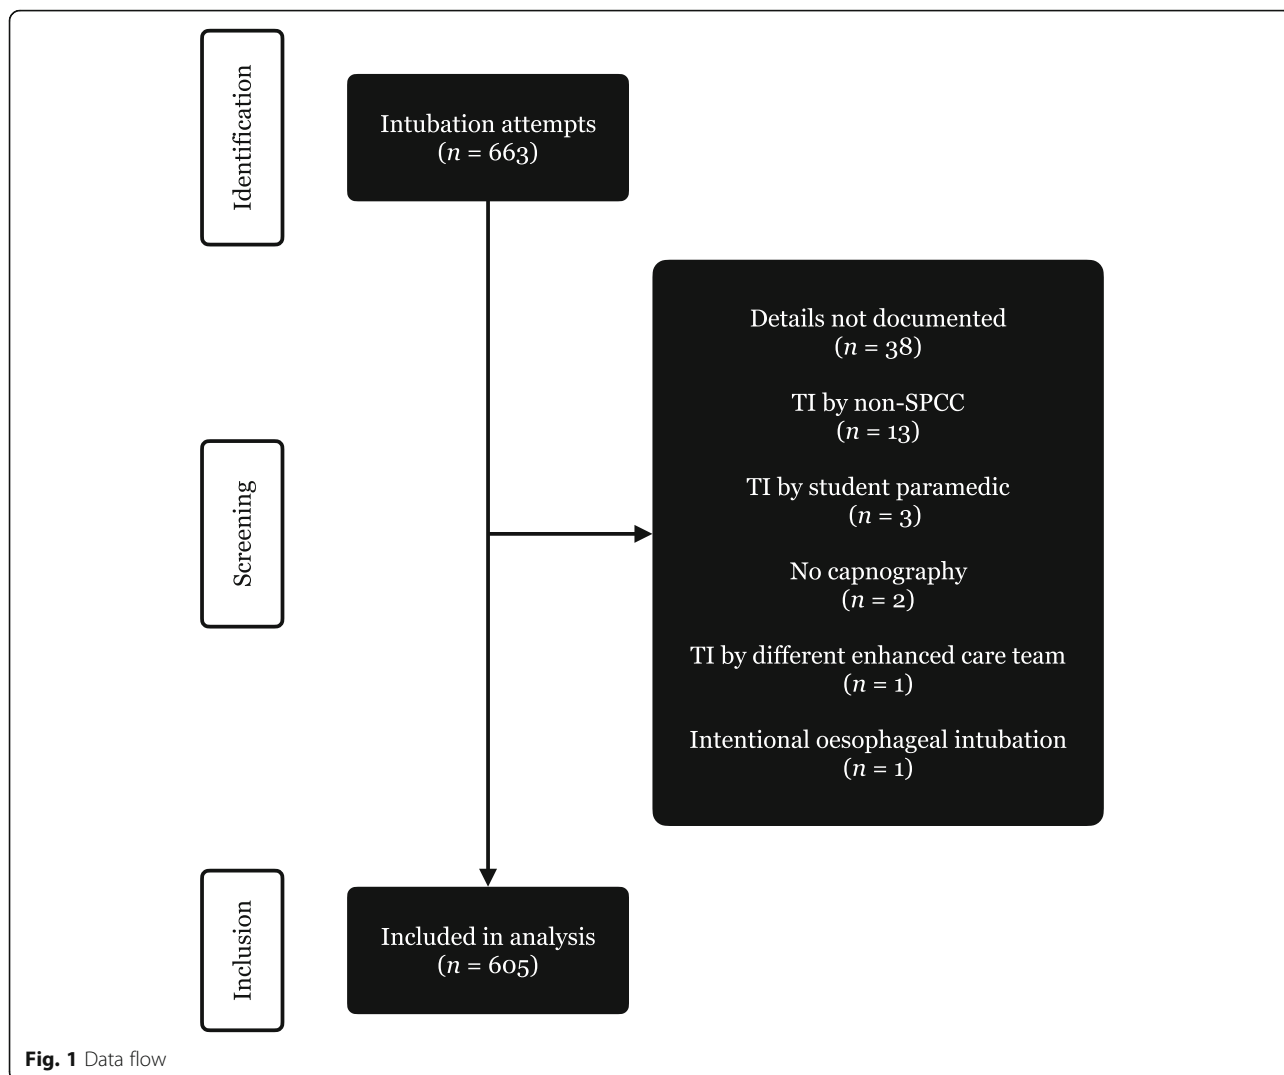 Identification
Intubation attempts
(n = 663)
Details not documented
(n = 38)
TI by non-SPCC
(n = 13)
TI by student paramedic
(n = 3)
No capnography
(n = 2)
TI by different enhanced care team
(n = 1)
Intentional oesophageal intubation
(n = 1)
Screening
Inclusion
Included in analysis
(n = 605)
Fig. 1 Data flow